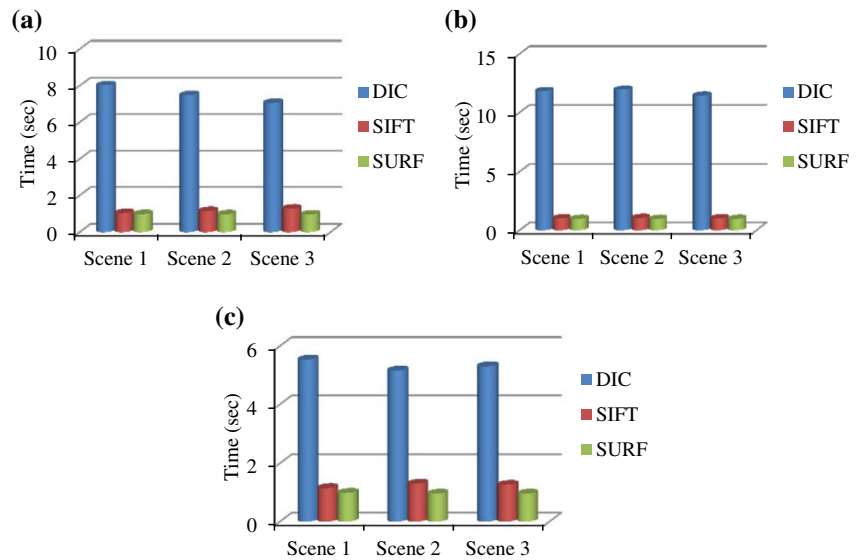 (a)
10
8
6
4
2
0
Time (sec)
Scene 1 Scene 2 Scene 3
DIC
SIFT
SURF
(b)
15
10
5
0
Time (sec)
Scene 1 Scene 2 Scene 3
DIC
SIFT
SURF
(c)
6
4
2
0
Time (sec)
Scene 1 Scene 2 Scene 3
DIC
SIFT
SURF